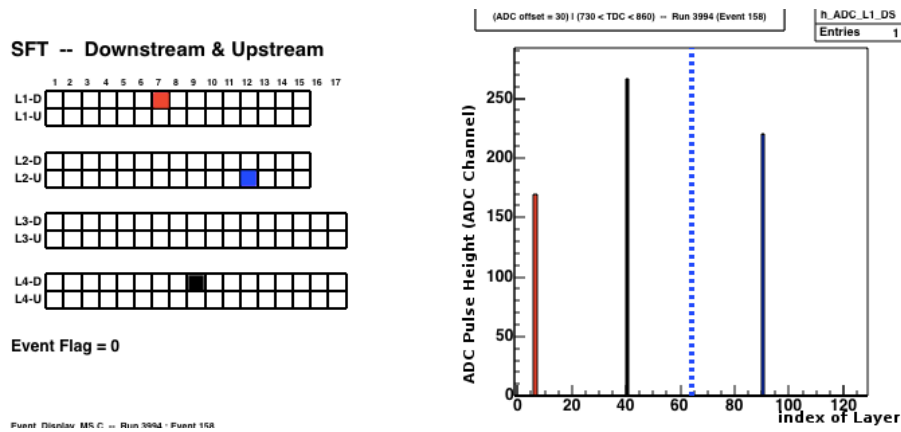 SFT -- Downstream & Upstream
1 2 3 4 5 6 7 8 9 10 11 12 13 14 15 16 17
L1-D
L1-U
L2-D
L2-U
L3-D
L3-U
L4-D
L4-U
Event Flag = 0
Event_Display_MS.C -- Run 3994 ; Event 158
(ADC offset = 30) | (730 < TDC < 860) -- Run 3994 (Event 158)
h_ADC_L1_DS
Entries 1
ADC Pulse Height (ADC Channel)
250
200
150
100
50
0
0 20 40 60 80 100 120
index of Layer